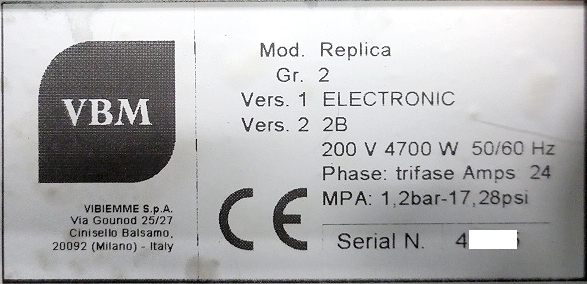 VBM
VIBIEMME S.p.A.
Via Gounod 25/27
Cinisello Balsamo,
20092 (Milano) - Italy
Mod. Replica
Gr. 2
Vers. 1 ELECTRONIC
Vers. 2 2B
200 V 4700 W 50/60 Hz
Phase: trifase Amps 24
MPA: 1,2bar-17,28psi
CE
Serial N. 4